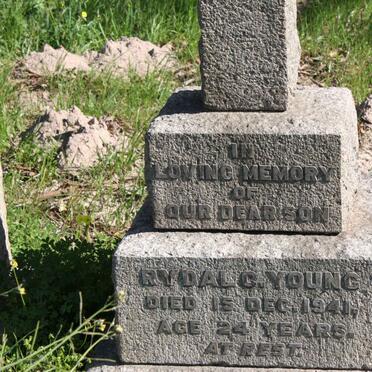 IN
LOVING MEMORY
OF
OUR DEAR SON
RYDAL C. YOUNG
DIED 15 DEC. 1941,
AGE 24 YEARS.
AT REST.